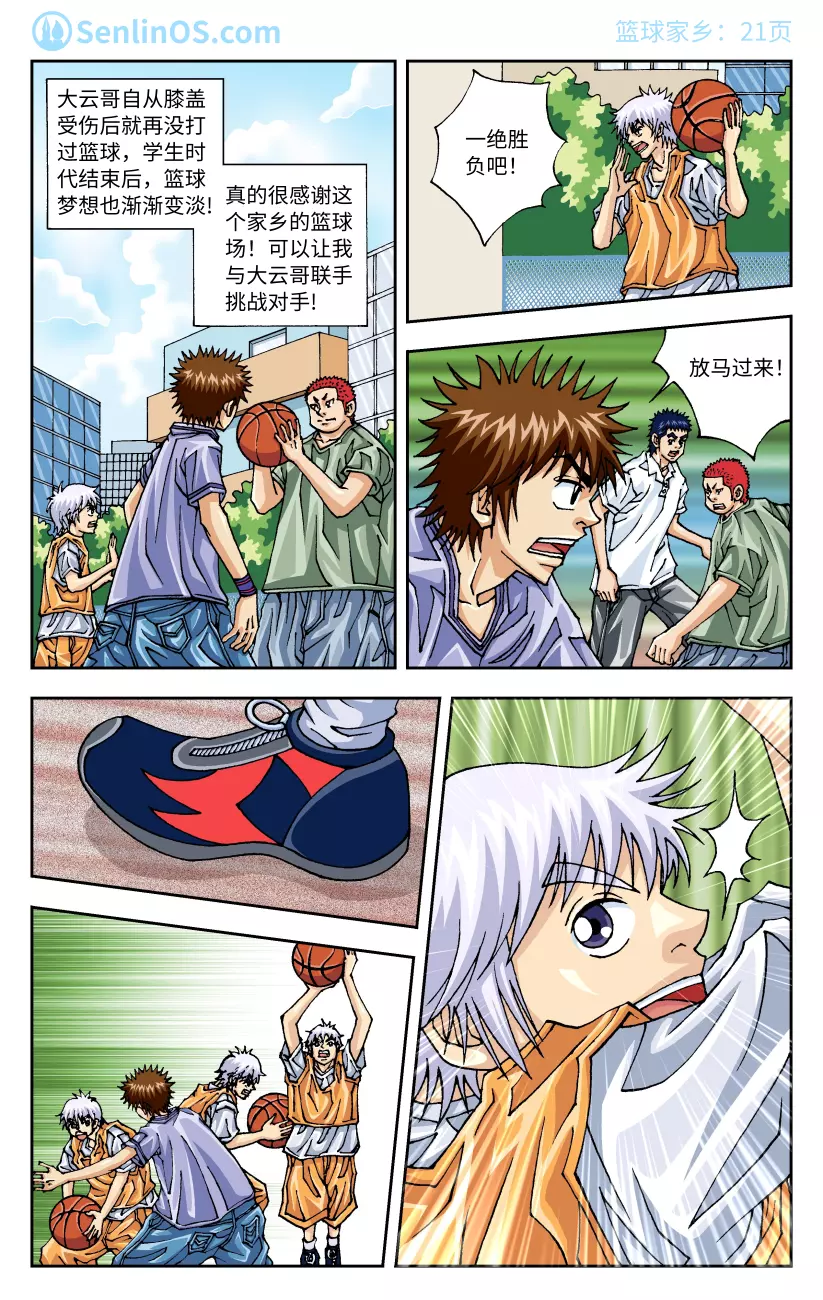 SenlinOS.com
篮球家乡：21页
大云哥自从膝盖
受伤后就再没打
过篮球，学生时
代结束后，篮球
梦想也渐渐变淡!
真的很感谢这
个家乡的篮球
场！可以让我
与大云哥联手
挑战对手!
一绝胜
负吧！
放马过来！